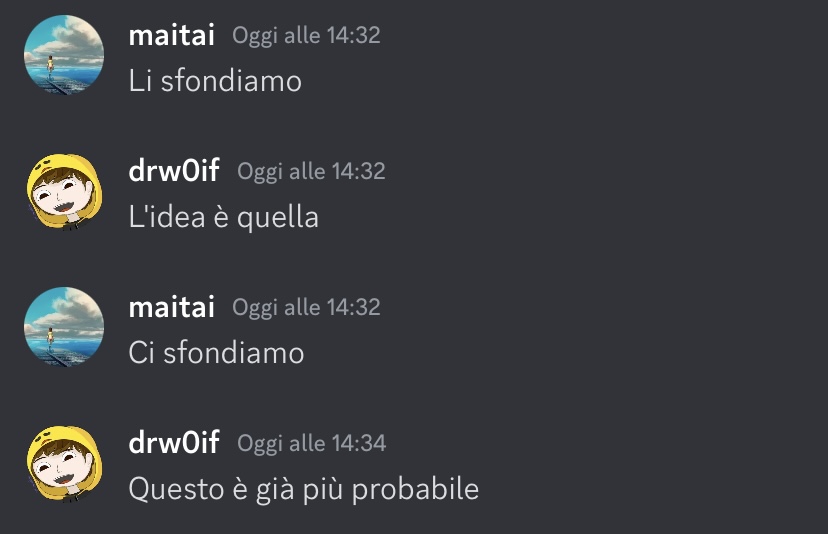 maitai Oggi alle 14:32
Li sfondiamo
drw0if Oggi alle 14:32
L'idea è quella
maitai Oggi alle 14:32
Ci sfondiamo
drw0if Oggi alle 14:34
Questo è già più probabile